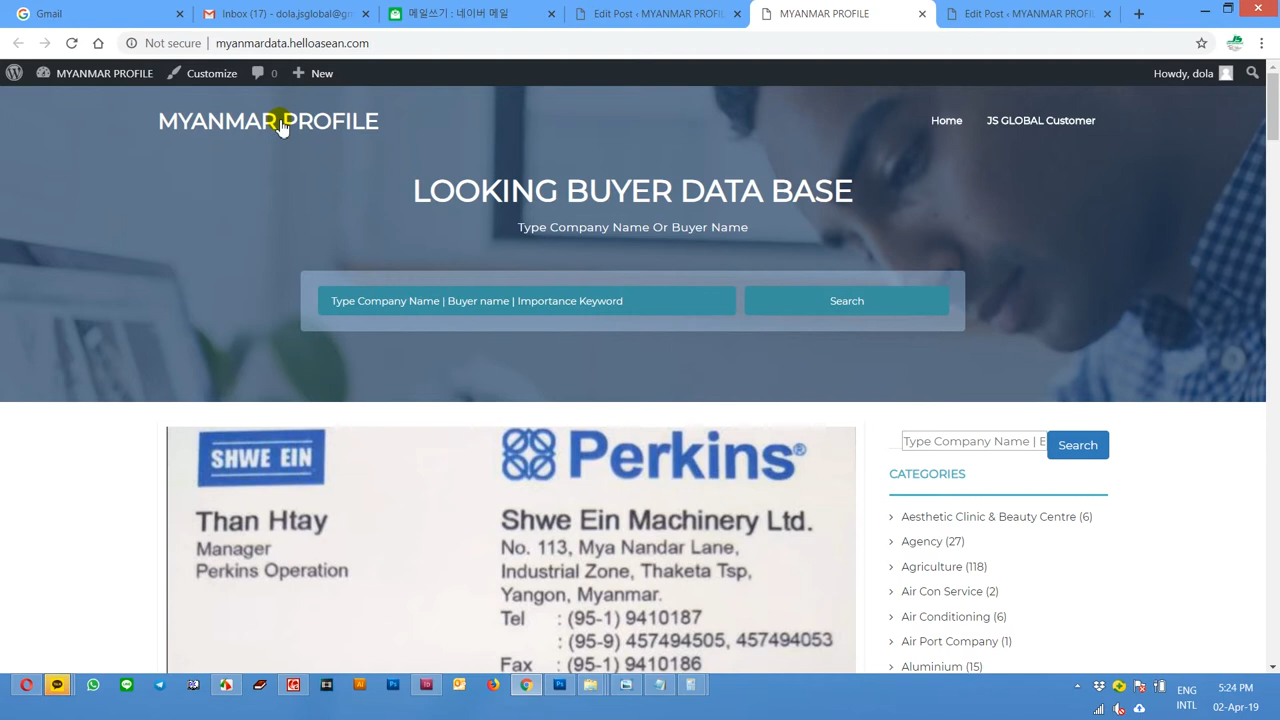 Gmail
Inbox (17) - dola.jsglobal@gm
메일쓰기 : 네이버 메일
Edit Post ‹ MYANMAR PROFIL
MYANMAR PROFILE
Edit Post ‹ MYANMAR PROFIL
Not secure
myanmardata.helloasean.com
MYANMAR PROFILE
Customize
0
New
Howdy, dola
MYANMAR PROFILE
Home
JS GLOBAL Customer
LOOKING BUYER DATA BASE
Type Company Name Or Buyer Name
Type Company Name | Buyer name | Importance Keyword
Search
SHWE EIN
Perkins®
Than Htay
Manager
Perkins Operation
Shwe Ein Machinery Ltd.
No. 113, Mya Nandar Lane,
Industrial Zone, Thaketa Tsp,
Yangon, Myanmar.
Tel : (95-1) 9410187
: (95-9) 457494505, 457494053
Fax : (95-1) 9410186
Type Company Name | E
Search
CATEGORIES
Aesthetic Clinic & Beauty Centre (6)
Agency (27)
Agriculture (118)
Air Con Service (2)
Air Conditioning (6)
Air Port Company (1)
Aluminium (15)
ENG
INTL
5:24 PM
02-Apr-19